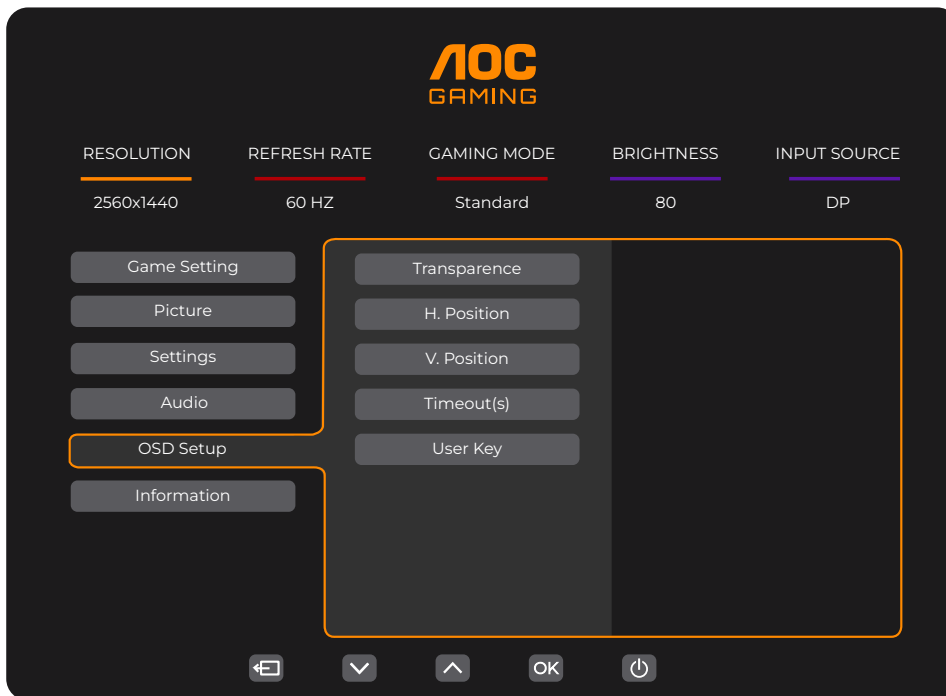 AOC
GAMING
RESOLUTION REFRESH RATE GAMING MODE BRIGHTNESS INPUT SOURCE
2560x1440 60 HZ Standard 80 DP
Game Setting
Picture
Settings
Audio
OSD Setup
Information
Transparence
H. Position
V. Position
Timeout(s)
User Key
OK